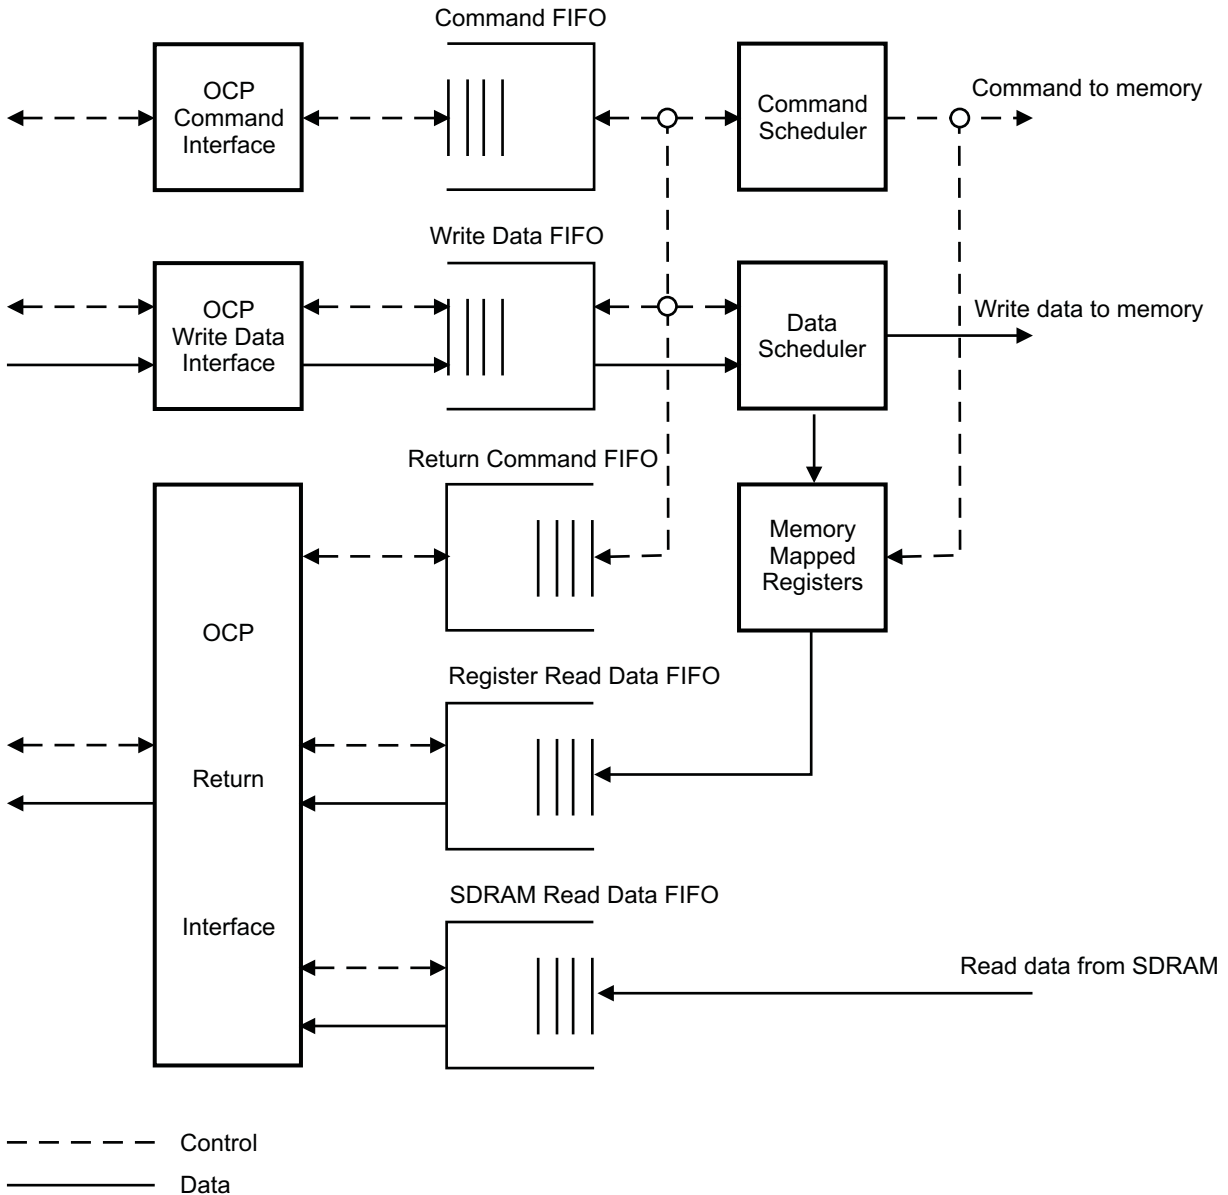 Command FIFO
OCP
Command
Interface
Command
Scheduler
Command to memory
Write Data FIFO
OCP
Write Data
Interface
Data
Scheduler
Write data to memory
Return Command FIFO
Memory
Mapped
Registers
OCP
Return
Interface
Register Read Data FIFO
SDRAM Read Data FIFO
Read data from SDRAM
Control
Data